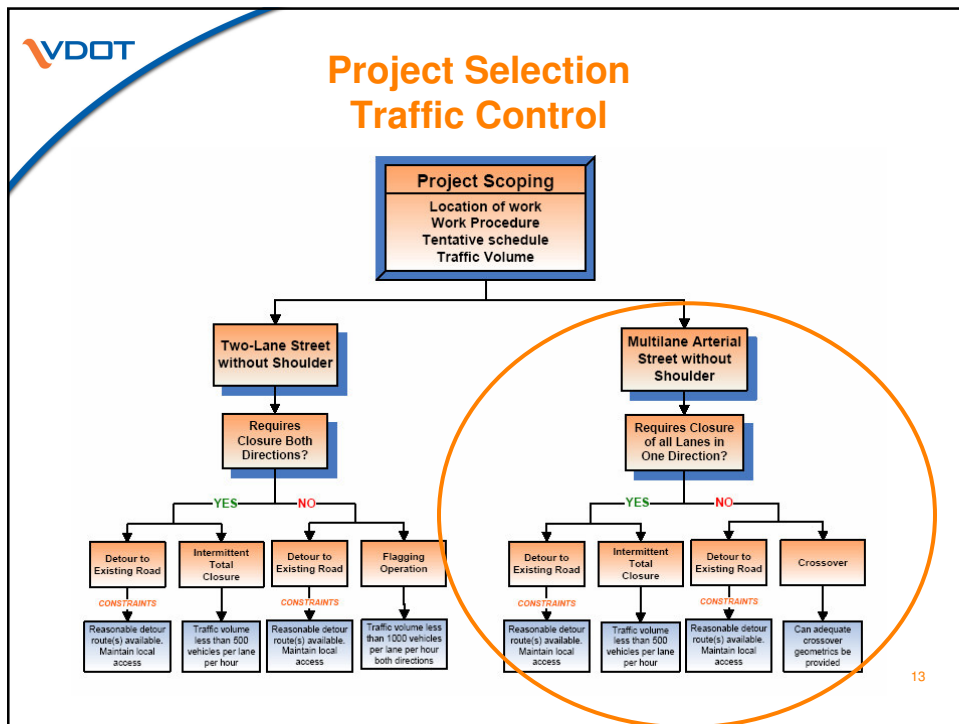 VDOT
Project Selection
Traffic Control
Project Scoping
Location of work
Work Procedure
Tentative schedule
Traffic Volume
Two-Lane Street
without Shoulder
Requires
Closure Both
Directions?
YES
NO
Detour to
Existing Road
Intermittent
Total
Closure
Detour to
Existing Road
Flagging
Operation
CONSTRAINTS
CONSTRAINTS
Reasonable detour
route(s) available.
Maintain local
access
Traffic volume
less than 500
vehicles per lane
per hour
Reasonable detour
route(s) available.
Maintain local
access
Traffic volume less
than 1000 vehicles
per lane per hour
both directions
Multilane Arterial
Street without
Shoulder
Requires Closure
of all Lanes in
One Direction?
YES
NO
Detour to
Existing Road
Intermittent
Total
Closure
Detour to
Existing Road
Crossover
CONSTRAINTS
CONSTRAINTS
Reasonable detour
route(s) available.
Maintain local
access
Traffic volume
less than 500
vehicles per lane
per hour
Reasonable detour
route(s) available.
Maintain local
access
Can adequate
geometrics be
provided
13